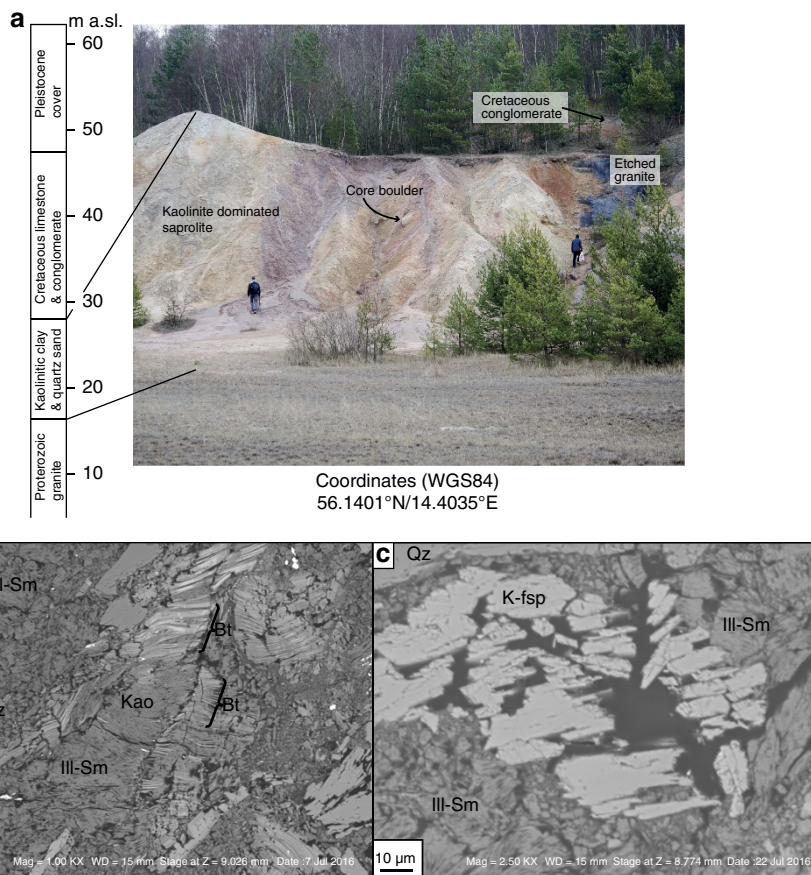 a
m a.sl.
60
50
40
30
20
10
Pleistocene
cover
Cretaceous limestone
& conglomerate
Kaolinitic clay
& quartz sand
Proterozoic
granite
Cretaceous
conglomerate
Etched
granite
Core boulder
Kaolinite dominated
saprolite
Coordinates (WGS84)
56.1401°N/14.4035°E
l-Sm
Bt
Kao
Bt
z
Ill-Sm
Mag = 1.00 KX WD = 15 mm Stage at Z = 9.026 mm Date :7 Jul 2016
c
Qz
K-fsp
Ill-Sm
Ill-Sm
10 µm
Mag = 2.50 KX WD = 15 mm Stage at Z = 8.774 mm Date :22 Jul 2016